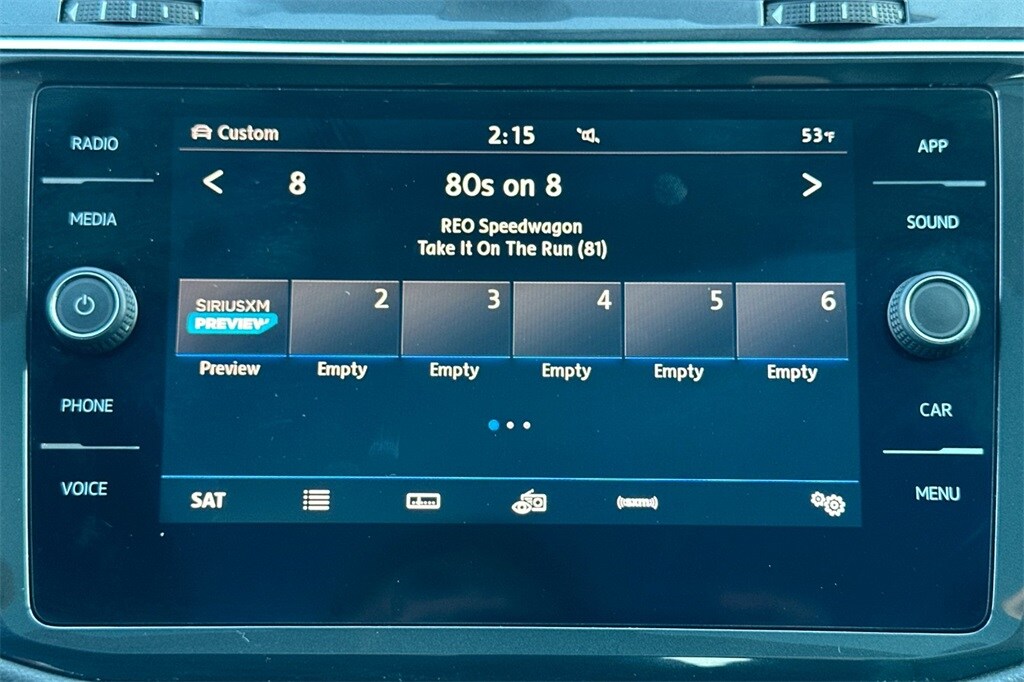 Custom 2:15 53°F
8 80s on 8
REO Speedwagon
Take It On The Run (81)
SIRIUSXM
PREVIEW
2 3 4 5 6
Preview Empty Empty Empty Empty Empty
SAT
((sxm))
RADIO
MEDIA
PHONE
VOICE
APP
SOUND
CAR
MENU